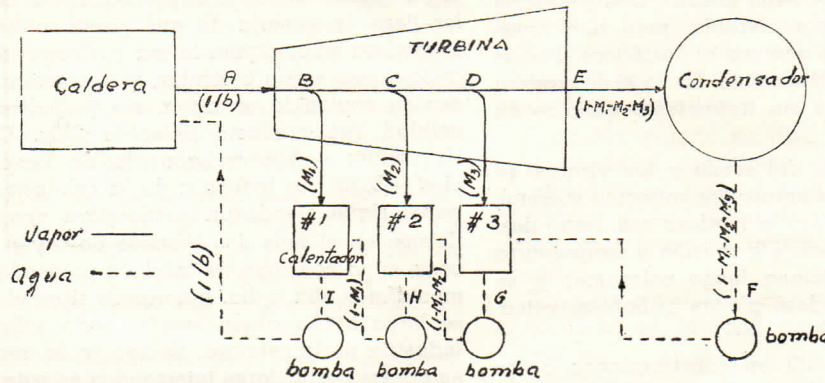 TURBINA
Caldera
A
(1 lb)
B
C
D
E
(1-M1-M2-M3)
Condensador
(M1)
(M2)
(M3)
#1
Calentador
#2
#3
Vapor
Agua
(1 lb)
I
(1-M1)
H
(1-M1-M2)
G
(1-M1-M2-M3)
F
bomba
bomba
bomba
bomba